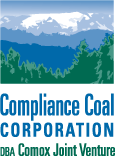 Compliance Coal
CORPORATION
DBA Comox Joint Venture